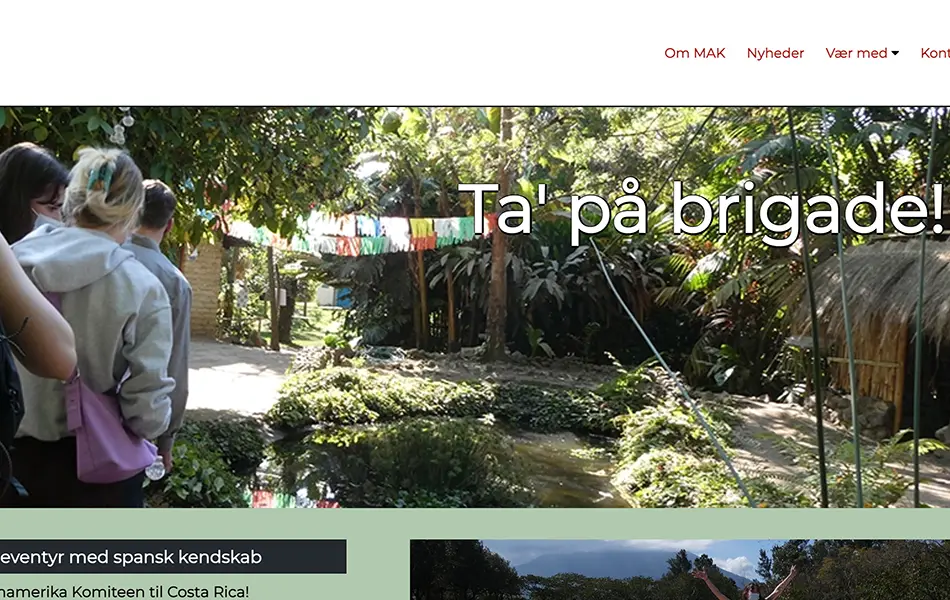 Om MAK Nyheder Vær med Kont
Ta' på brigade!
eventyr med spansk kendskab
namerika Komiteen til Costa Rica!